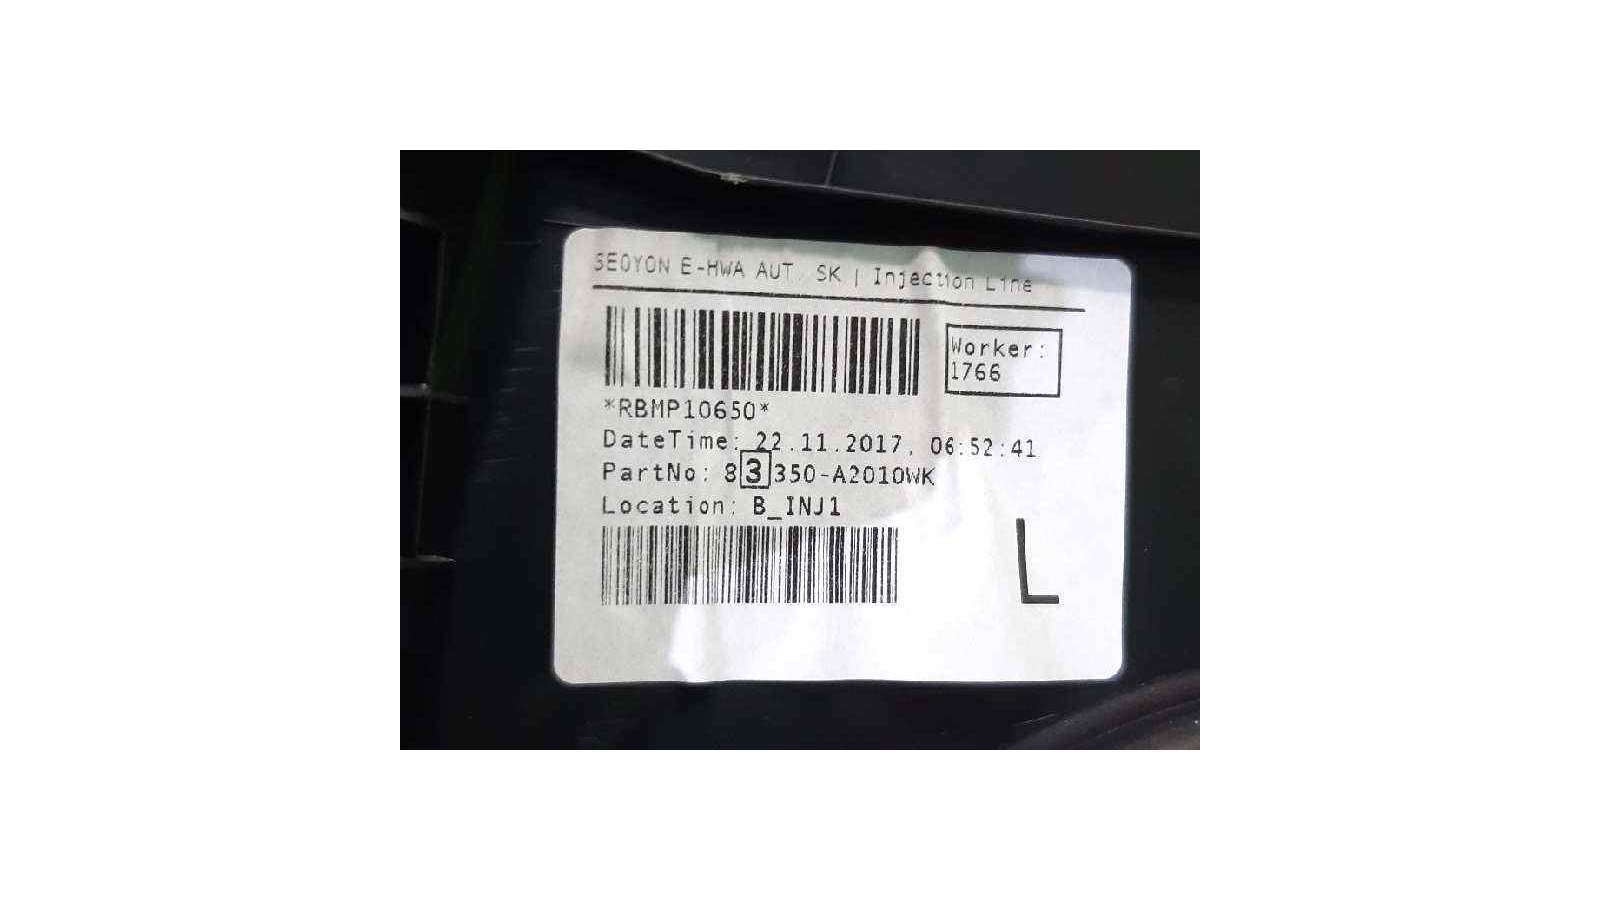 SEOYON E-HWA AUT. SK | Injection Line
Worker:
1766
*RBMP10650*
DateTime: 22.11.2017, 06:52:41
PartNo: 83350-A2010WK
Location: B_INJ1
L